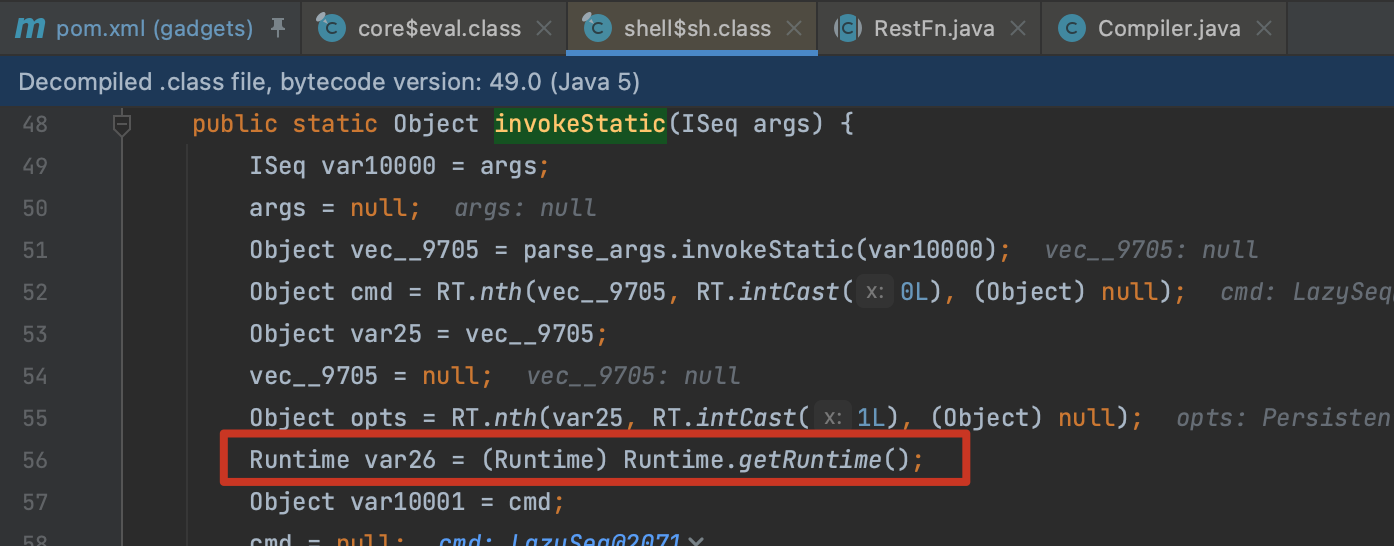 m pom.xml (gadgets) core$eval.class shell$sh.class RestFn.java Compiler.java
Decompiled .class file, bytecode version: 49.0 (Java 5)
48 public static Object invokeStatic(ISeq args) {
49 ISeq var10000 = args;
50 args = null; args: null
51 Object vec__9705 = parse_args.invokeStatic(var10000); vec__9705: null
52 Object cmd = RT.nth(vec__9705, RT.intCast( x: 0L), (Object) null); cmd: LazySeq
53 Object var25 = vec__9705;
54 vec__9705 = null; vec__9705: null
55 Object opts = RT.nth(var25, RT.intCast( x: 1L), (Object) null); opts: Persisten
56 Runtime var26 = (Runtime) Runtime.getRuntime();
57 Object var10001 = cmd;
58 cmd = null; cmd: LazySeq@2071